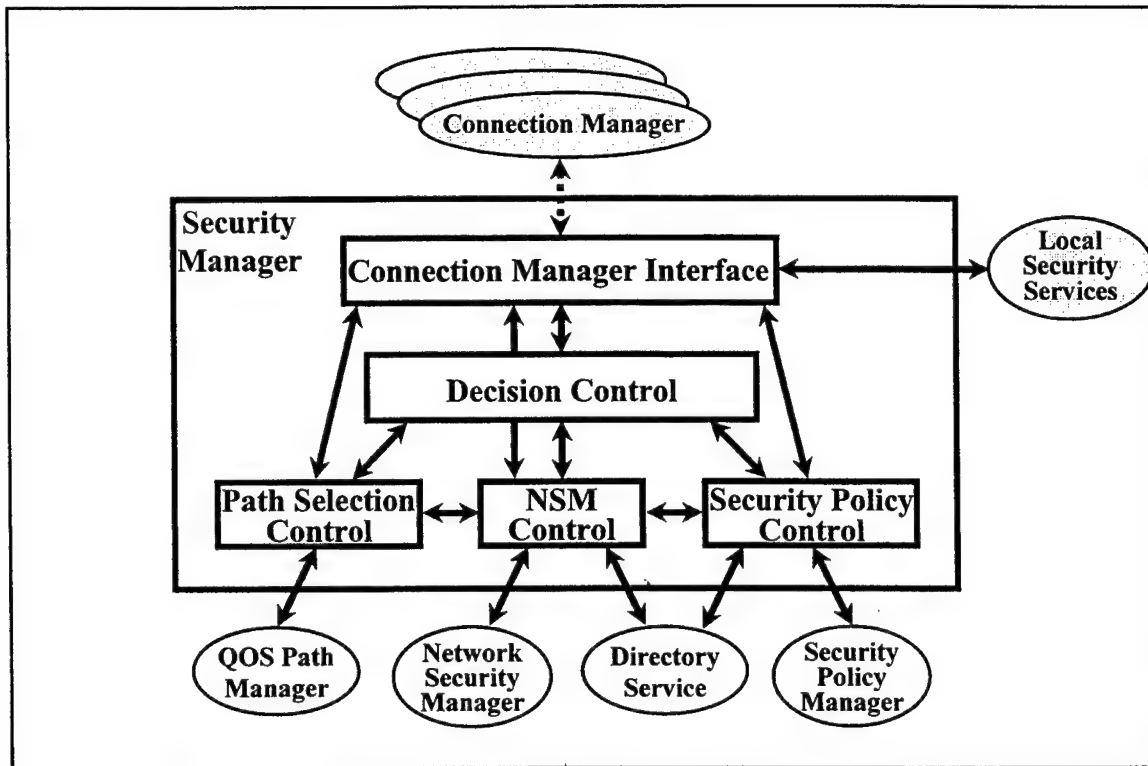 Connection Manager
Security
Manager
Connection Manager Interface
Local
Security
Services
Decision Control
Path Selection
Control
NSM
Control
Security Policy
Control
QOS Path
Manager
Network
Security
Manager
Directory
Service
Security
Policy
Manager